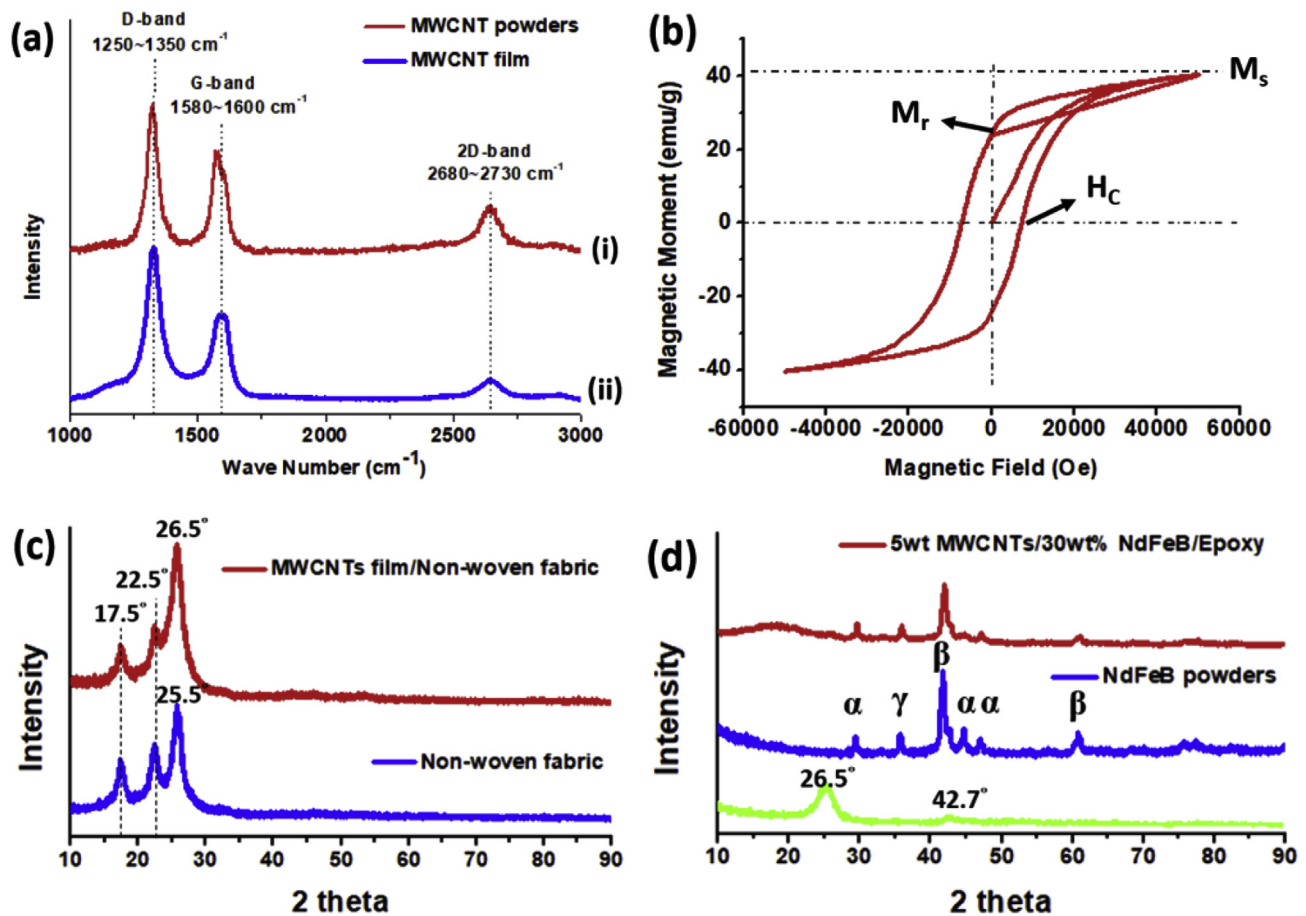 (a)
D-band
1250~1350 cm⁻¹
G-band
1580~1600 cm⁻¹
2D-band
2680~2730 cm⁻¹
MWCNT powders
MWCNT film
(i)
(ii)
Intensity
1000 1500 2000 2500 3000
Wave Number (cm⁻¹)
(b)
Mₛ
Mᵣ
H_C
Magnetic Moment (emu/g)
40
20
0
-20
-40
-60000 -40000 -20000 0 20000 40000 60000
Magnetic Field (Oe)
(c)
26.5°
22.5°
17.5°
MWCNTs film/Non-woven fabric
25.5°
Non-woven fabric
Intensity
10 20 30 40 50 60 70 80 90
2 theta
(d)
5wt MWCNTs/30wt% NdFeB/Epoxy
β
NdFeB powders
α γ α α β
26.5°
42.7°
Intensity
10 20 30 40 50 60 70 80 90
2 theta